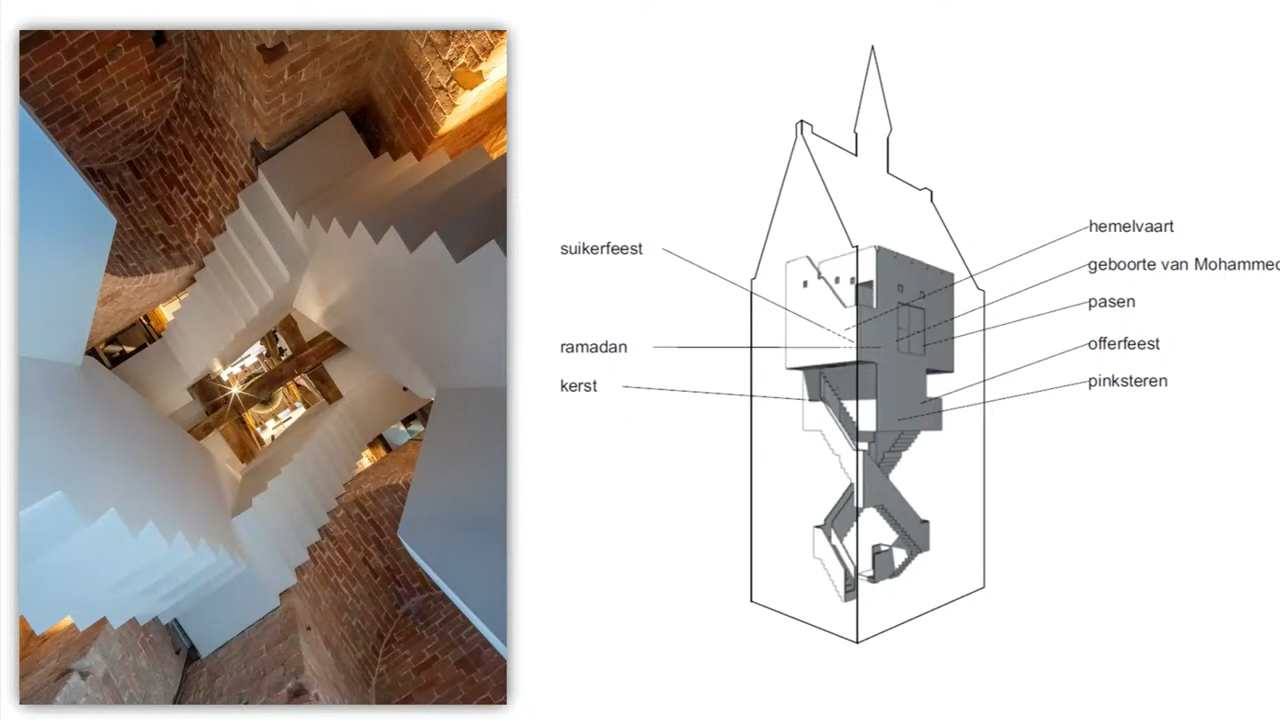 suikerfeest
ramadan
kerst
hemelvaart
geboorte van Mohammed
pasen
offerfeest
pinksteren